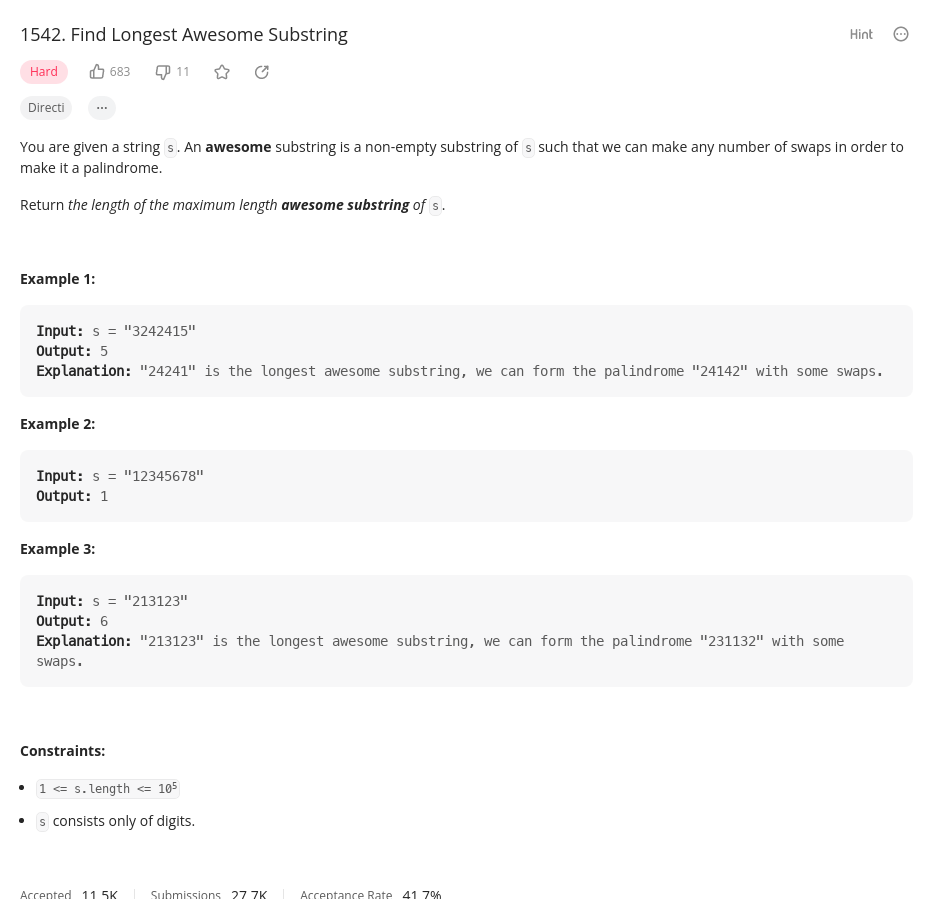 1542. Find Longest Awesome Substring
Hint
Hard 683 11
Directi ...
You are given a string s. An awesome substring is a non-empty substring of s such that we can make any number of swaps in order to
make it a palindrome.
Return the length of the maximum length awesome substring of s.
Example 1:
Input: s = "3242415"
Output: 5
Explanation: "24241" is the longest awesome substring, we can form the palindrome "24142" with some swaps.
Example 2:
Input: s = "12345678"
Output: 1
Example 3:
Input: s = "213123"
Output: 6
Explanation: "213123" is the longest awesome substring, we can form the palindrome "231132" with some
swaps.
Constraints:
• 1 <= s.length <= 10⁵
• s consists only of digits.
Accepted 11.5K Submissions 27.7K Acceptance Rate 41.7%